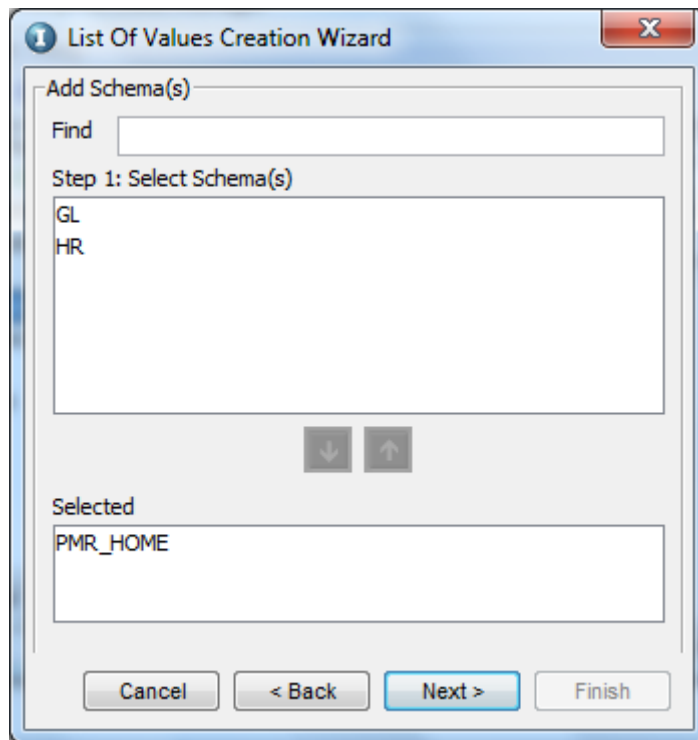 List Of Values Creation Wizard
Add Schema(s)
Find
Step 1: Select Schema(s)
GL
HR
Selected
PMR_HOME
Cancel
< Back
Next >
Finish